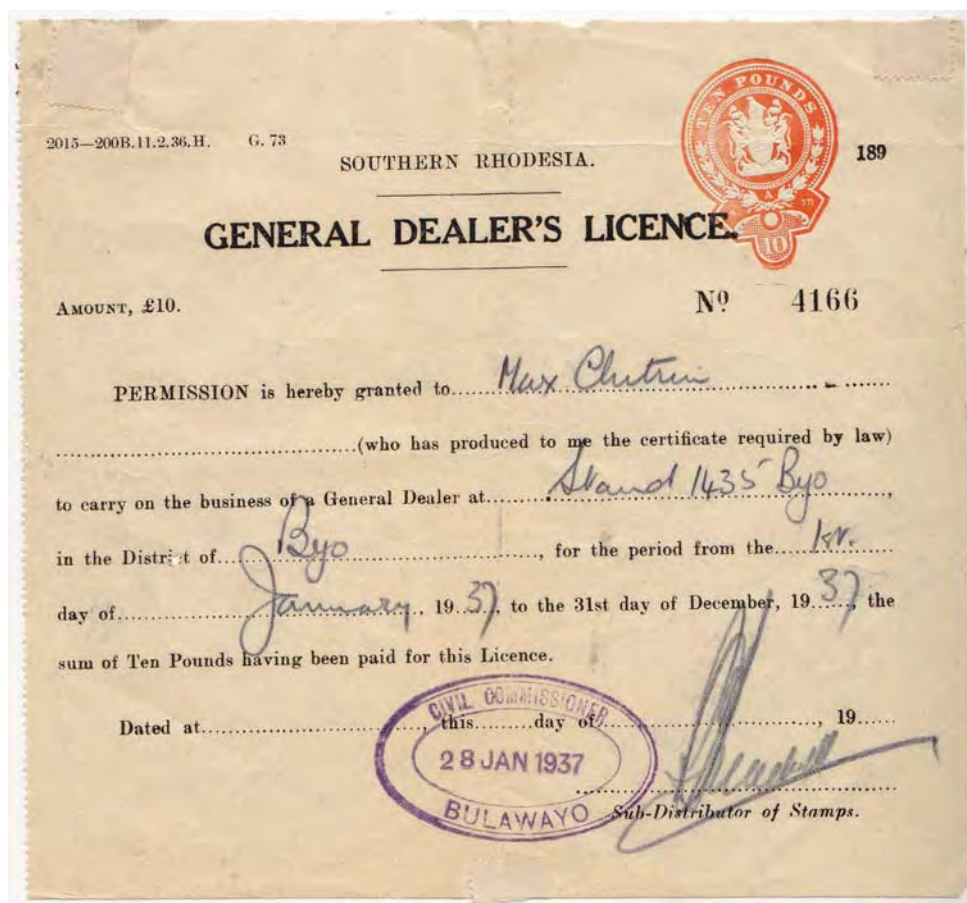 TEN POUNDS
A 37
10
2015—200B.11.2.36.H. G. 73
189
SOUTHERN RHODESIA.
GENERAL DEALER'S LICENCE.
AMOUNT, £10.
Nº 4166
PERMISSION is hereby granted to Max
(who has produced to me the certificate required by law)
to carry on the business of a General Dealer at Stand 1435 Byo,
in the District of Byo, for the period from the 1st.
day of January, 1937, to the 31st day of December, 1937, the
sum of Ten Pounds having been paid for this Licence.
Dated at, this day of, 19
CIVIL COMMISSIONER
28 JAN 1937
BULAWAYO
Sub-Distributor of Stamps.